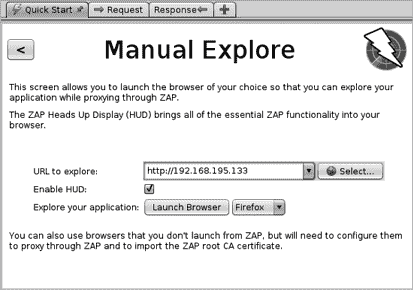 Quick Start Request Response
<
Manual Explore
This screen allows you to launch the browser of your choice so that you can explore your
application while proxying through ZAP.
The ZAP Heads Up Display (HUD) brings all of the essential ZAP functionality into your
browser.
URL to explore: http://192.168.195.133 Select...
Enable HUD:
Explore your application: Launch Browser Firefox
You can also use browsers that you don't launch from ZAP, but will need to configure them
to proxy through ZAP and to import the ZAP root CA certificate.